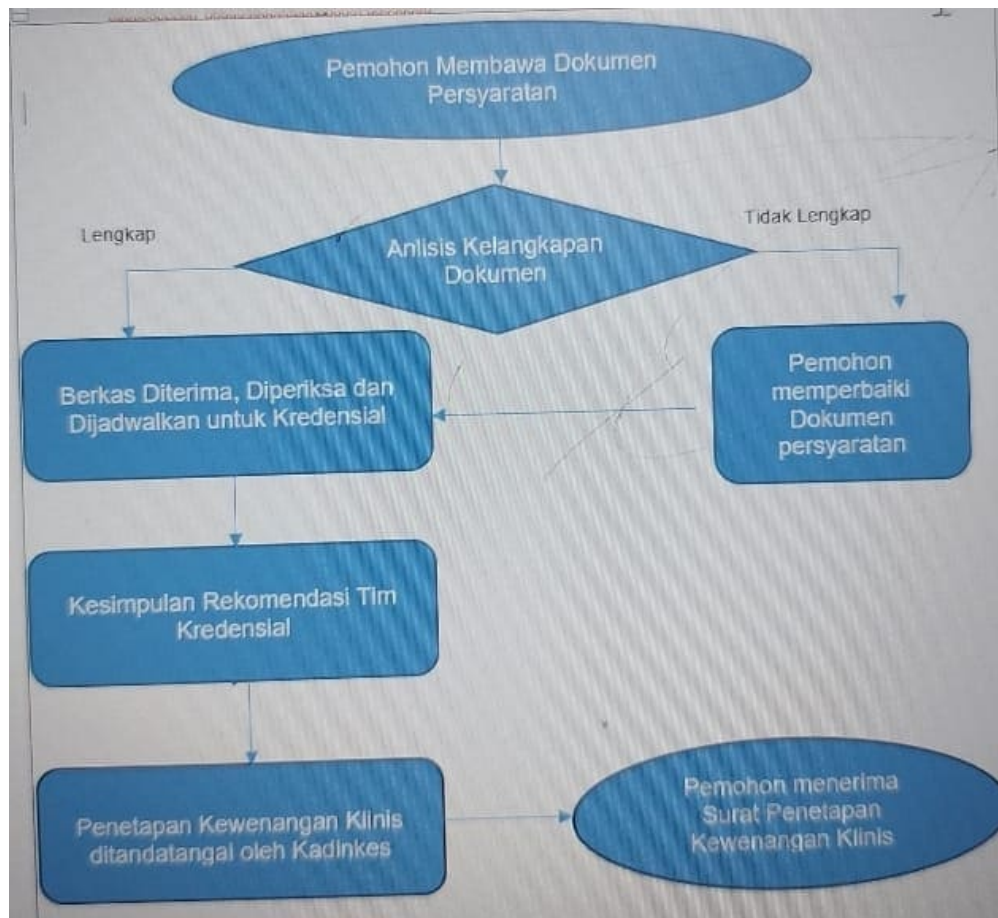 Pemohon Membawa Dokumen
Persyaratan
Lengkap
Tidak Lengkap
Anlisis Kelangkapan
Dokumen
Berkas Diterima, Diperiksa dan
Dijadwalkan untuk Kredensial
Pemohon
memperbaiki
Dokumen
persyaratan
Kesimpulan Rekomendasi Tim
Kredensial
Penetapan Kewenangan Klinis
ditandatangai oleh Kadinkes
Pemohon menerima
Surat Penetapan
Kewenangan Klinis